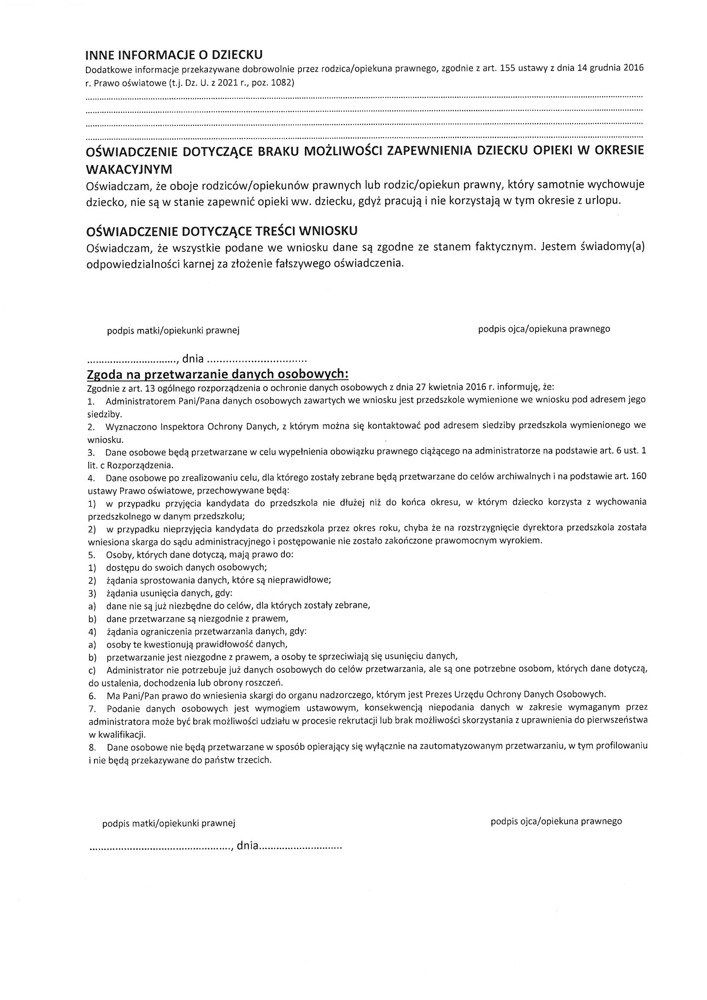 INNE INFORMACJE O DZIECKU
Dodatkowe informacje przekazywane dobrowolnie przez rodzica/opiekuna prawnego, zgodnie z art. 155 ustawy z dnia 14 grudnia 2016
r. Prawo oświatowe (t.j. Dz. U. z 2021 r., poz. 1082)
OŚWIADCZENIE DOTYCZĄCE BRAKU MOŻLIWOŚCI ZAPEWNIENIA DZIECKU OPIEKI W OKRESIE
WAKACYJNYM
Oświadczam, że oboje rodziców/opiekunów prawnych lub rodzic/opiekun prawny, który samotnie wychowuje
dziecko, nie są w stanie zapewnić opieki ww. dziecku, gdyż pracują i nie korzystają w tym okresie z urlopu.
OŚWIADCZENIE DOTYCZĄCE TREŚCI WNIOSKU
Oświadczam, że wszystkie podane we wniosku dane są zgodne ze stanem faktycznym. Jestem świadomy(a)
odpowiedzialności karnej za złożenie fałszywego oświadczenia.
podpis matki/opiekunki prawnej podpis ojca/opiekuna prawnego
..............................., dnia ................................
Zgoda na przetwarzanie danych osobowych:
Zgodnie z art. 13 ogólnego rozporządzenia o ochronie danych osobowych z dnia 27 kwietnia 2016 r. informuję, że:
1. Administratorem Pani/Pana danych osobowych zawartych we wniosku jest przedszkole wymienione we wniosku pod adresem jego
siedziby.
2. Wyznaczono Inspektora Ochrony Danych, z którym można się kontaktować pod adresem siedziby przedszkola wymienionego we
wniosku.
3. Dane osobowe będą przetwarzane w celu wypełnienia obowiązku prawnego ciążącego na administratorze na podstawie art. 6 ust. 1
lit. c Rozporządzenia.
4. Dane osobowe po zrealizowaniu celu, dla którego zostały zebrane będą przetwarzane do celów archiwalnych i na podstawie art. 160
ustawy Prawo oświatowe, przechowywane będą:
1) w przypadku przyjęcia kandydata do przedszkola nie dłużej niż do końca okresu, w którym dziecko korzysta z wychowania
przedszkolnego w danym przedszkolu;
2) w przypadku nieprzyjęcia kandydata do przedszkola przez okres roku, chyba że na rozstrzygnięcie dyrektora przedszkola została
wniesiona skarga do sądu administracyjnego i postępowanie nie zostało zakończone prawomocnym wyrokiem.
5. Osoby, których dane dotyczą, mają prawo do:
1) dostępu do swoich danych osobowych;
2) żądania sprostowania danych, które są nieprawidłowe;
3) żądania usunięcia danych, gdy:
a) dane nie są już niezbędne do celów, dla których zostały zebrane,
b) dane przetwarzane są niezgodnie z prawem,
4) żądania ograniczenia przetwarzania danych, gdy:
a) osoby te kwestionują prawidłowość danych,
b) przetwarzanie jest niezgodne z prawem, a osoby te sprzeciwiają się usunięciu danych,
c) Administrator nie potrzebuje już danych osobowych do celów przetwarzania, ale są one potrzebne osobom, których dane dotyczą,
do ustalenia, dochodzenia lub obrony roszczeń.
6. Ma Pani/Pan prawo do wniesienia skargi do organu nadzorczego, którym jest Prezes Urzędu Ochrony Danych Osobowych.
7. Podanie danych osobowych jest wymogiem ustawowym, konsekwencją niepodania danych w zakresie wymaganym przez
administratora może być brak możliwości udziału w procesie rekrutacji lub brak możliwości skorzystania z uprawnienia do pierwszeństwa
w kwalifikacji.
8. Dane osobowe nie będą przetwarzane w sposób opierający się wyłącznie na zautomatyzowanym przetwarzaniu, w tym profilowaniu
i nie będą przekazywane do państw trzecich.
podpis matki/opiekunki prawnej podpis ojca/opiekuna prawnego
................................................., dnia.............................